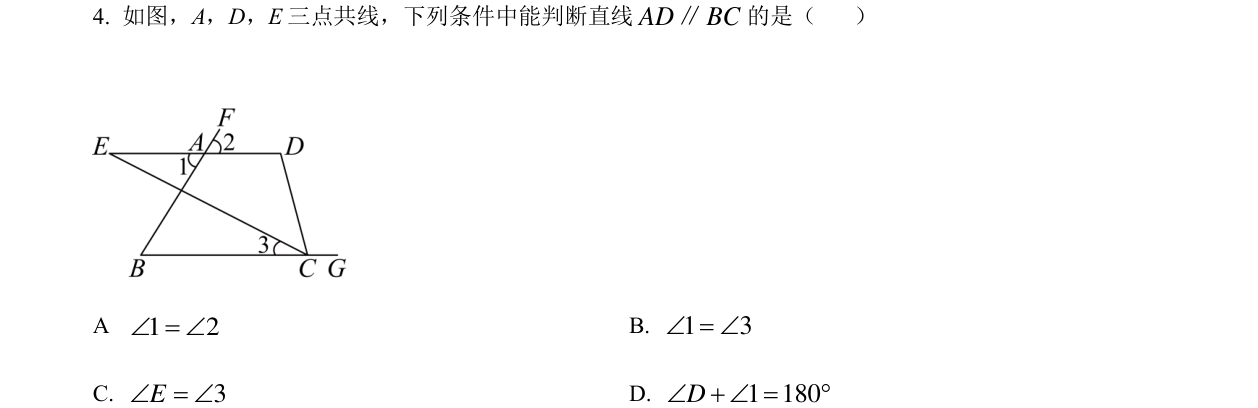 4. 如图，A，D，E三点共线，下列条件中能判断直线 AD // BC 的是（　　）
F
E A 2 D
1
3
B C G
A ∠1=∠2 B. ∠1=∠3
C. ∠E=∠3 D. ∠D+∠1=180°